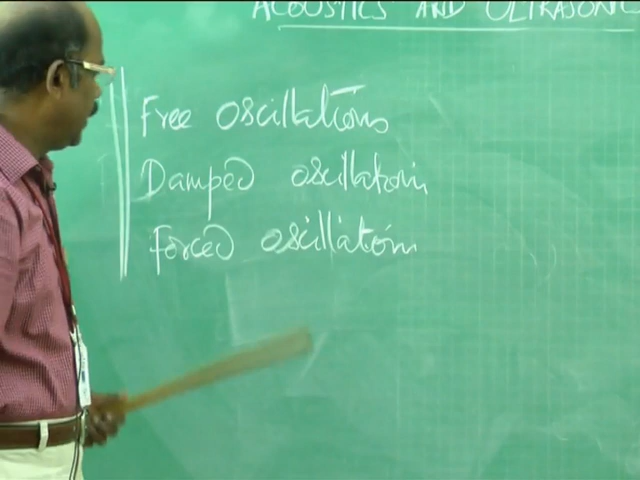 ACOUSTICS AND ULTRASONIC
Free oscillations
Damped oscillation
Forced oscillation